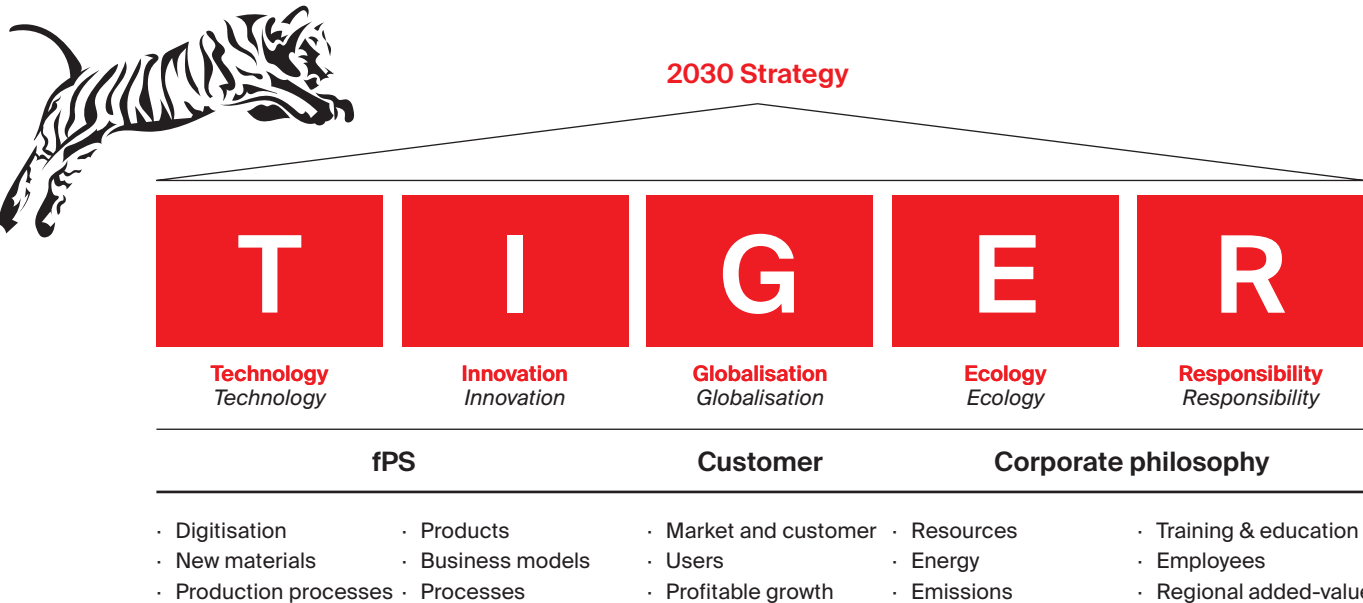 2030 Strategy
T I G E R
Technology Innovation Globalisation Ecology Responsibility
Technology Innovation Globalisation Ecology Responsibility
fPS Customer Corporate philosophy
· Digitisation · Products · Market and customer · Resources · Training & education
· New materials · Business models · Users · Energy · Employees
· Production processes · Processes · Profitable growth · Emissions · Regional added-value